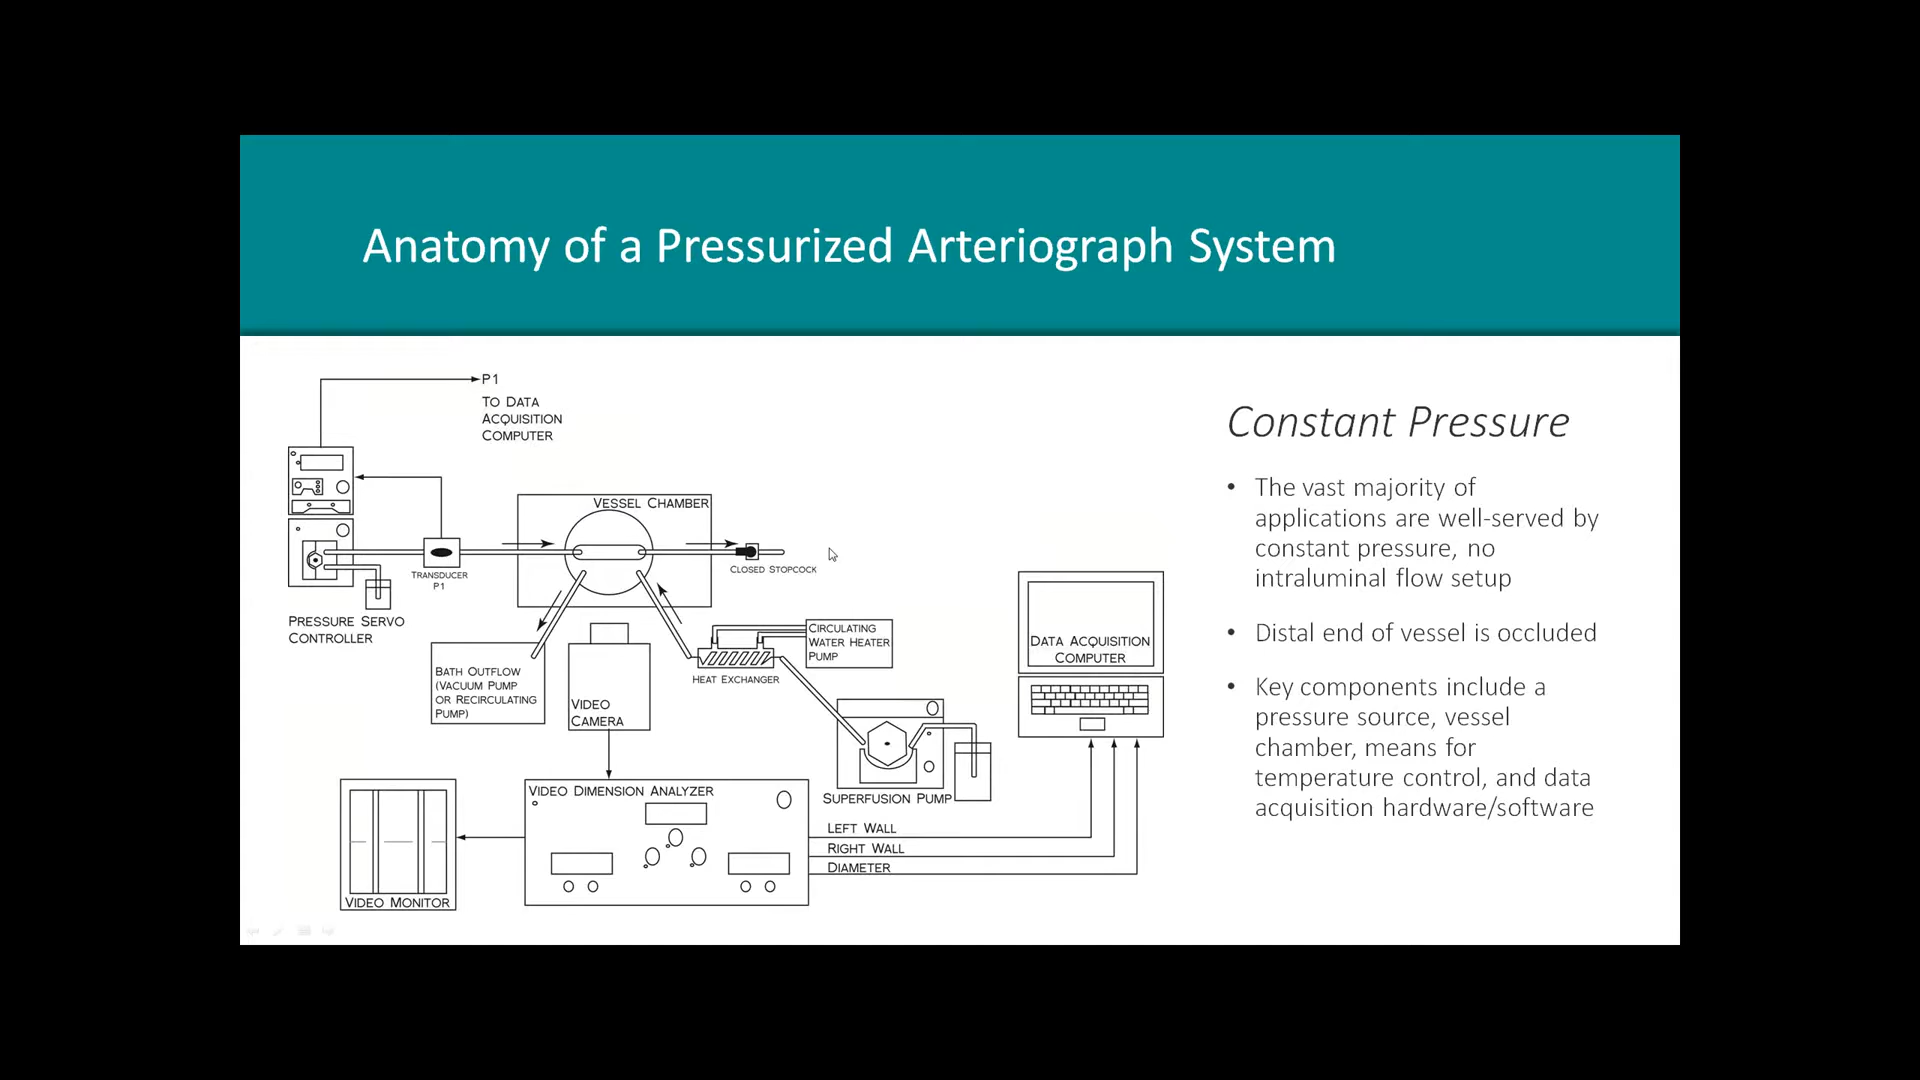 Anatomy of a Pressurized Arteriograph System
P1
TO DATA
ACQUISITION
COMPUTER
VESSEL CHAMBER
TRANSDUCER
P1
CLOSED STOPCOCK
PRESSURE SERVO
CONTROLLER
BATH OUTFLOW
(VACUUM PUMP
OR RECIRCULATING
PUMP)
VIDEO
CAMERA
CIRCULATING
WATER HEATER
PUMP
HEAT EXCHANGER
DATA ACQUISITION
COMPUTER
SUPERFUSION PUMP
VIDEO DIMENSION ANALYZER
LEFT WALL
RIGHT WALL
DIAMETER
VIDEO MONITOR
Constant Pressure
• The vast majority of
applications are well-served by
constant pressure, no
intraluminal flow setup
• Distal end of vessel is occluded
• Key components include a
pressure source, vessel
chamber, means for
temperature control, and data
acquisition hardware/software